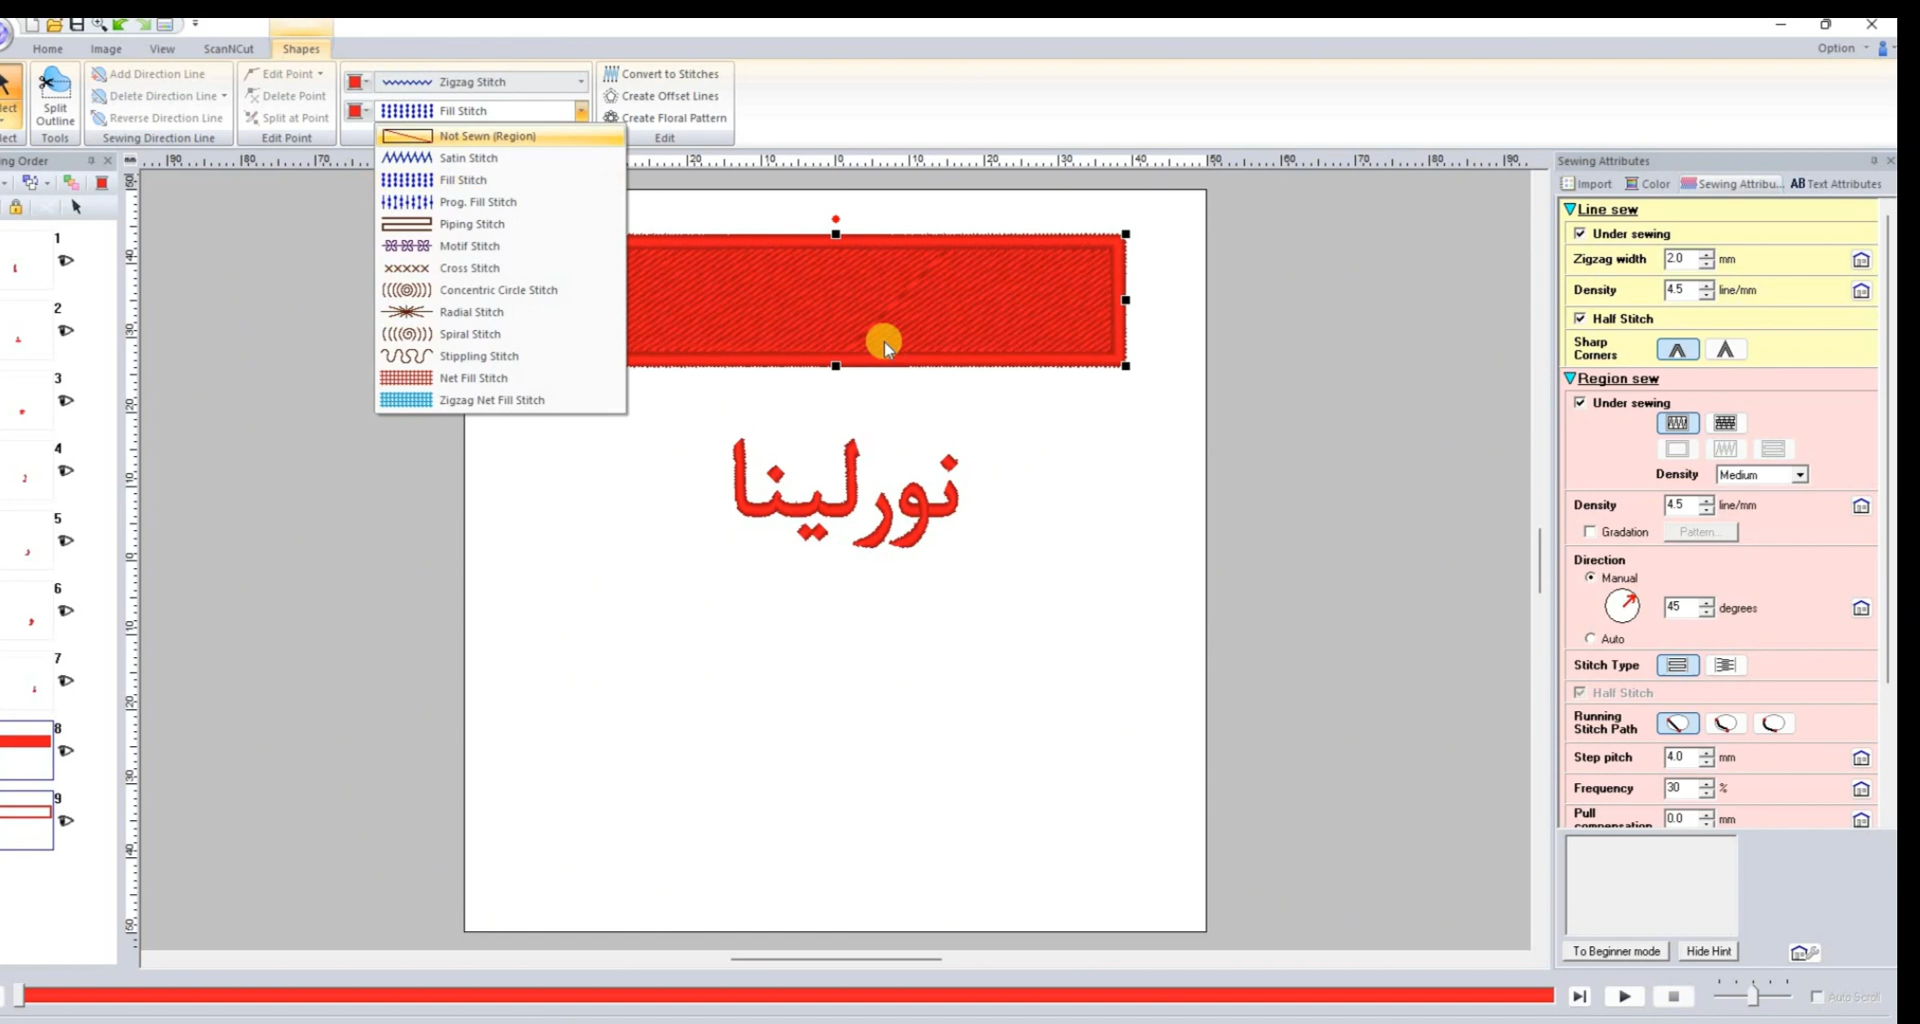 Home Image View ScanNCut Shapes Option
Add Direction Line
Delete Direction Line
Reverse Direction Line
Sewing Direction Line
Split
Outline
Tools
Edit Point
Delete Point
Split at Point
Edit Point
Zigzag Stitch
Fill Stitch
Convert to Stitches
Create Offset Lines
Create Floral Pattern
Edit
Not Sewn (Region)
Satin Stitch
Fill Stitch
Prog. Fill Stitch
Piping Stitch
Motif Stitch
Cross Stitch
Concentric Circle Stitch
Radial Stitch
Spiral Stitch
Stippling Stitch
Net Fill Stitch
Zigzag Net Fill Stitch
1
2
3
4
5
6
7
8
9
نورلينا
Sewing Attributes
Import Color Sewing Attribu... AB Text Attributes
Line sew
Under sewing
Zigzag width 2.0 mm
Density 4.5 line/mm
Half Stitch
Sharp
Corners
Region sew
Under sewing
Density Medium
Density 4.5 line/mm
Gradation Pattern...
Direction
Manual
45 degrees
Auto
Stitch Type
Half Stitch
Running
Stitch Path
Step pitch 4.0 mm
Frequency 30 %
Pull
compensation 0.0 mm
To Beginner mode Hide Hint
Auto Scroll